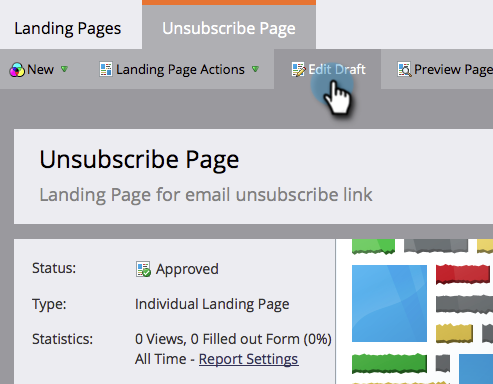 Landing Pages Unsubscribe Page
New Landing Page Actions Edit Draft Preview Page
Unsubscribe Page
Landing Page for email unsubscribe link
Status: Approved
Type: Individual Landing Page
Statistics: 0 Views, 0 Filled out Form (0%)
All Time - Report Settings